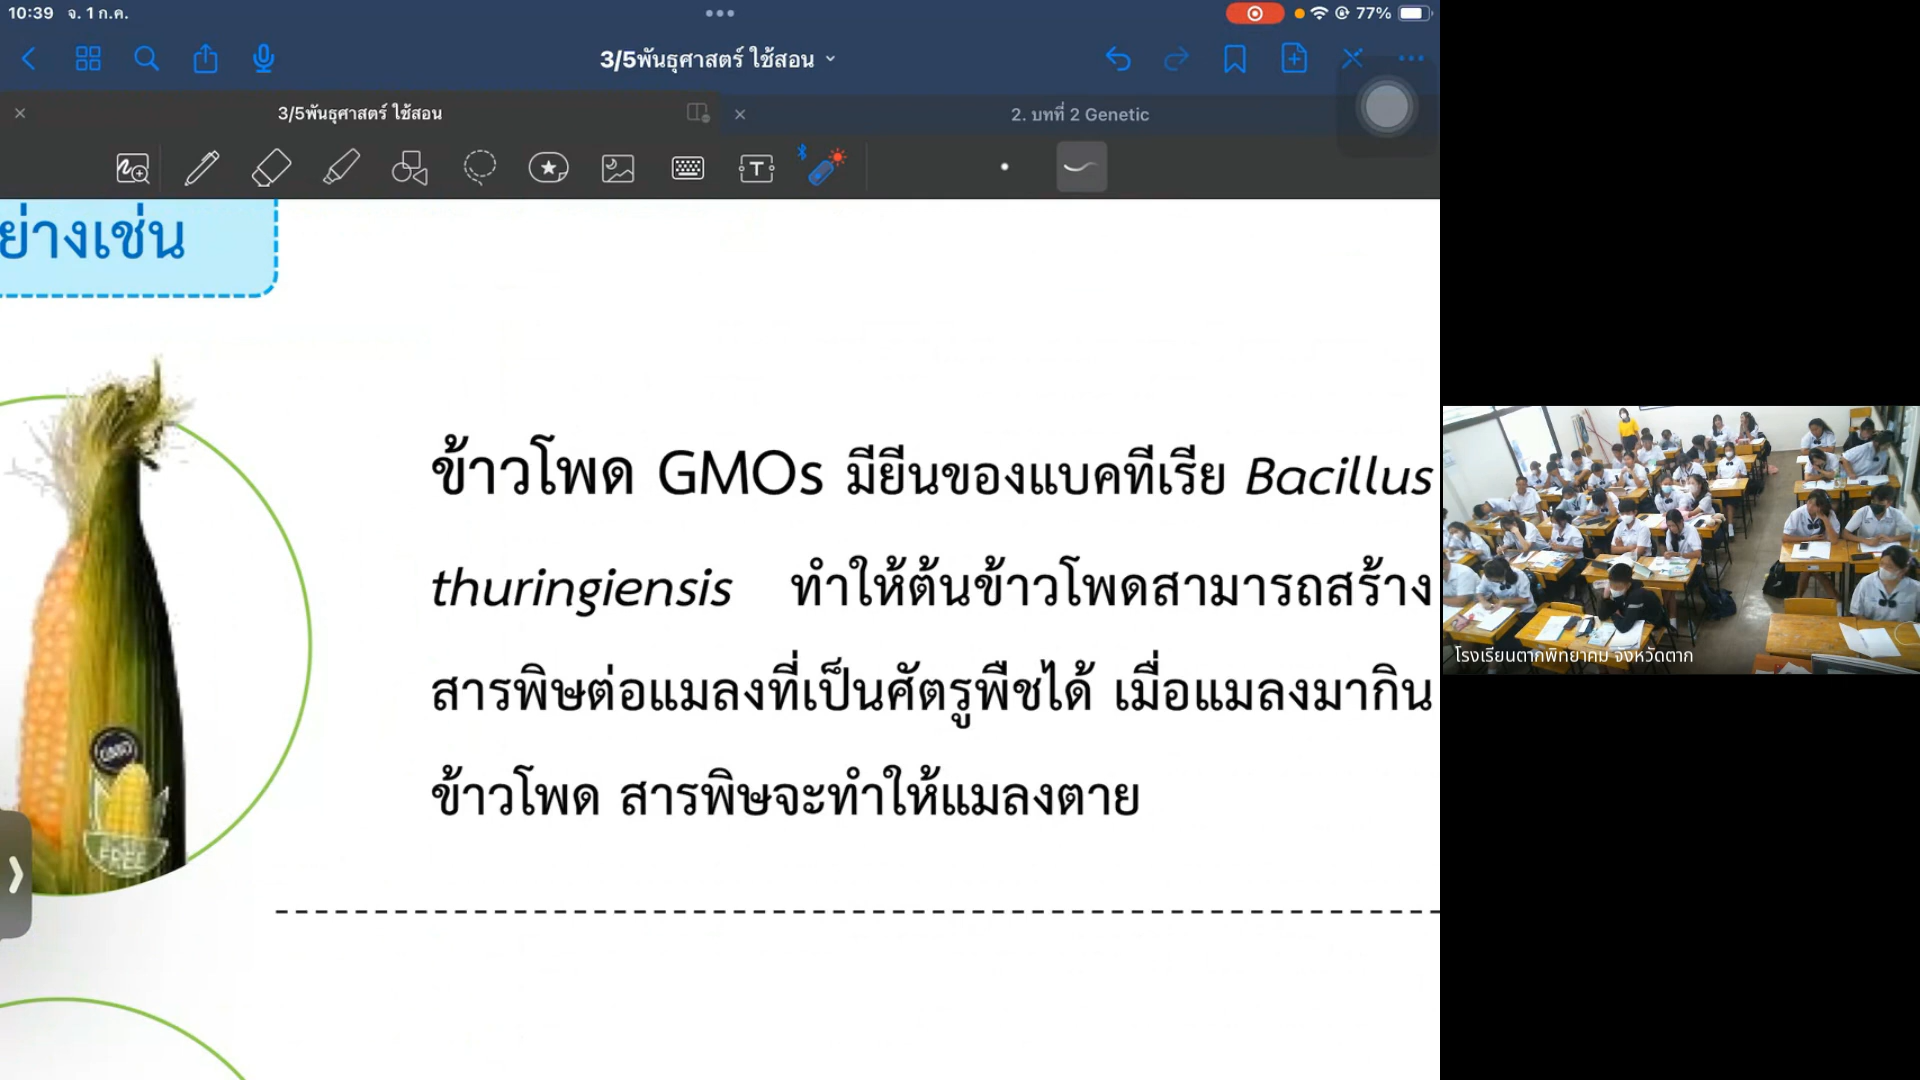 10:39 จ. 1 ก.ค.
77%
3/5พันธุศาสตร์ ใช้สอน
3/5พันธุศาสตร์ ใช้สอน
2. บทที่ 2 Genetic
ย่างเช่น
ข้าวโพด GMOs มียีนของแบคทีเรีย Bacillus
thuringiensis ทำให้ต้นข้าวโพดสามารถสร้าง
สารพิษต่อแมลงที่เป็นศัตรูพืชได้ เมื่อแมลงมากิน
ข้าวโพด สารพิษจะทำให้แมลงตาย
GMO
FREE
โรงเรียนตากพิทยาคม จังหวัดตาก